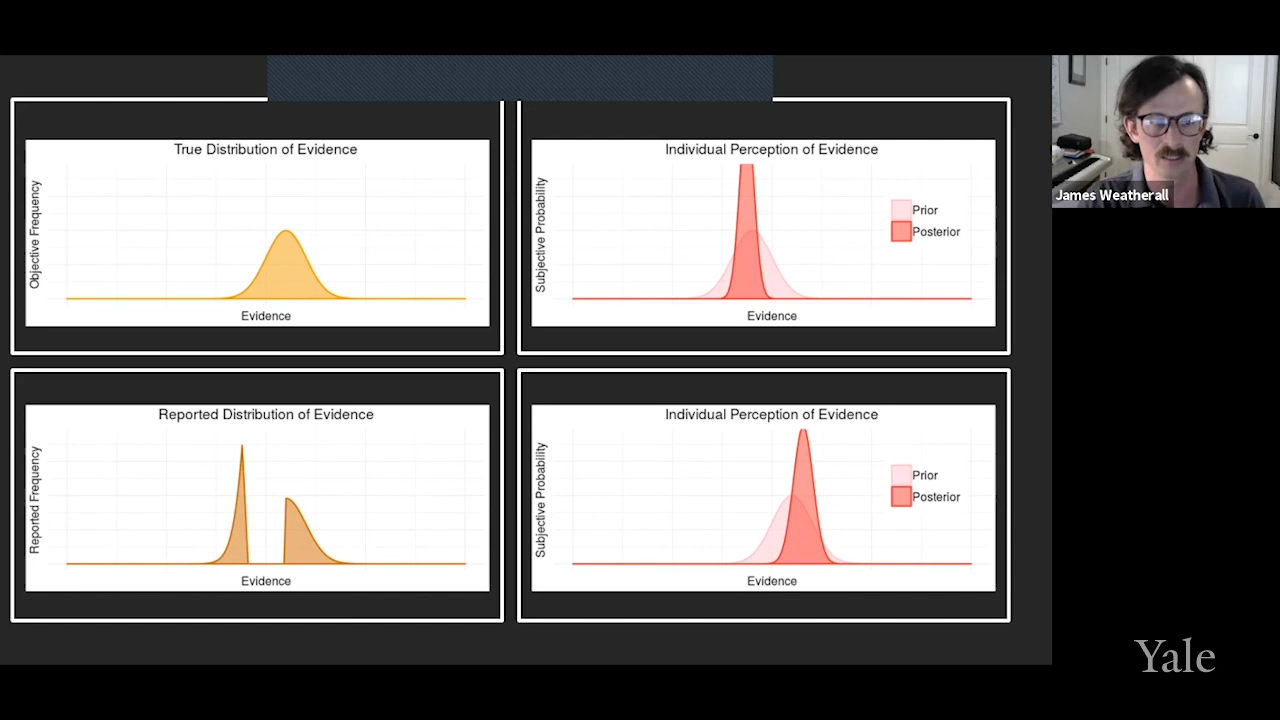 True Distribution of Evidence
Objective Frequency
Evidence
Individual Perception of Evidence
Subjective Probability
Prior
Posterior
Evidence
James Weatherall
Reported Distribution of Evidence
Reported Frequency
Evidence
Individual Perception of Evidence
Subjective Probability
Prior
Posterior
Evidence
Yale